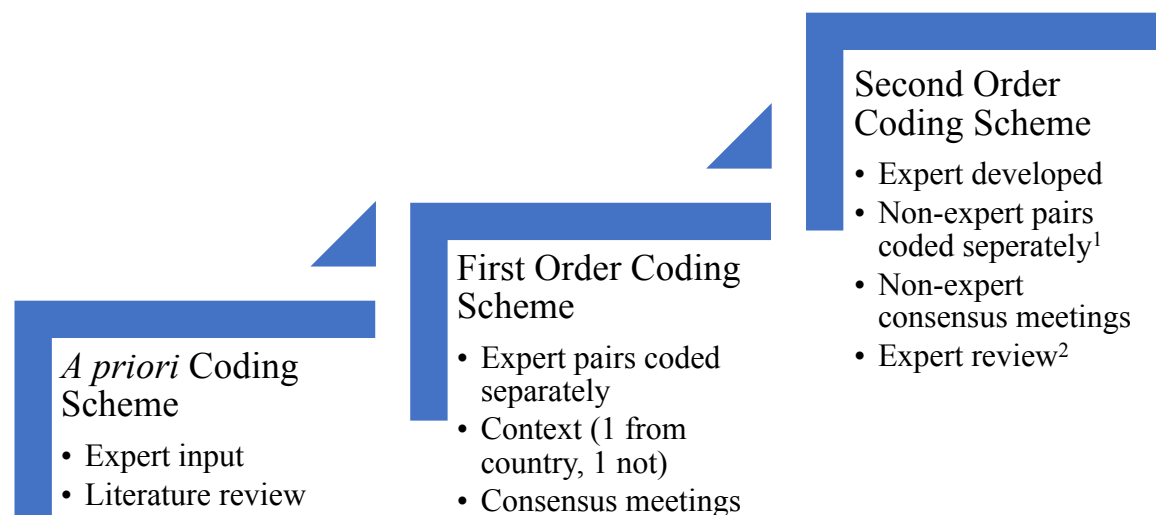 A priori Coding
Scheme
• Expert input
• Literature review
First Order Coding
Scheme
• Expert pairs coded
separately
• Context (1 from
country, 1 not)
• Consensus meetings
Second Order
Coding Scheme
• Expert developed
• Non-expert pairs
coded seperately¹
• Non-expert
consensus meetings
• Expert review²